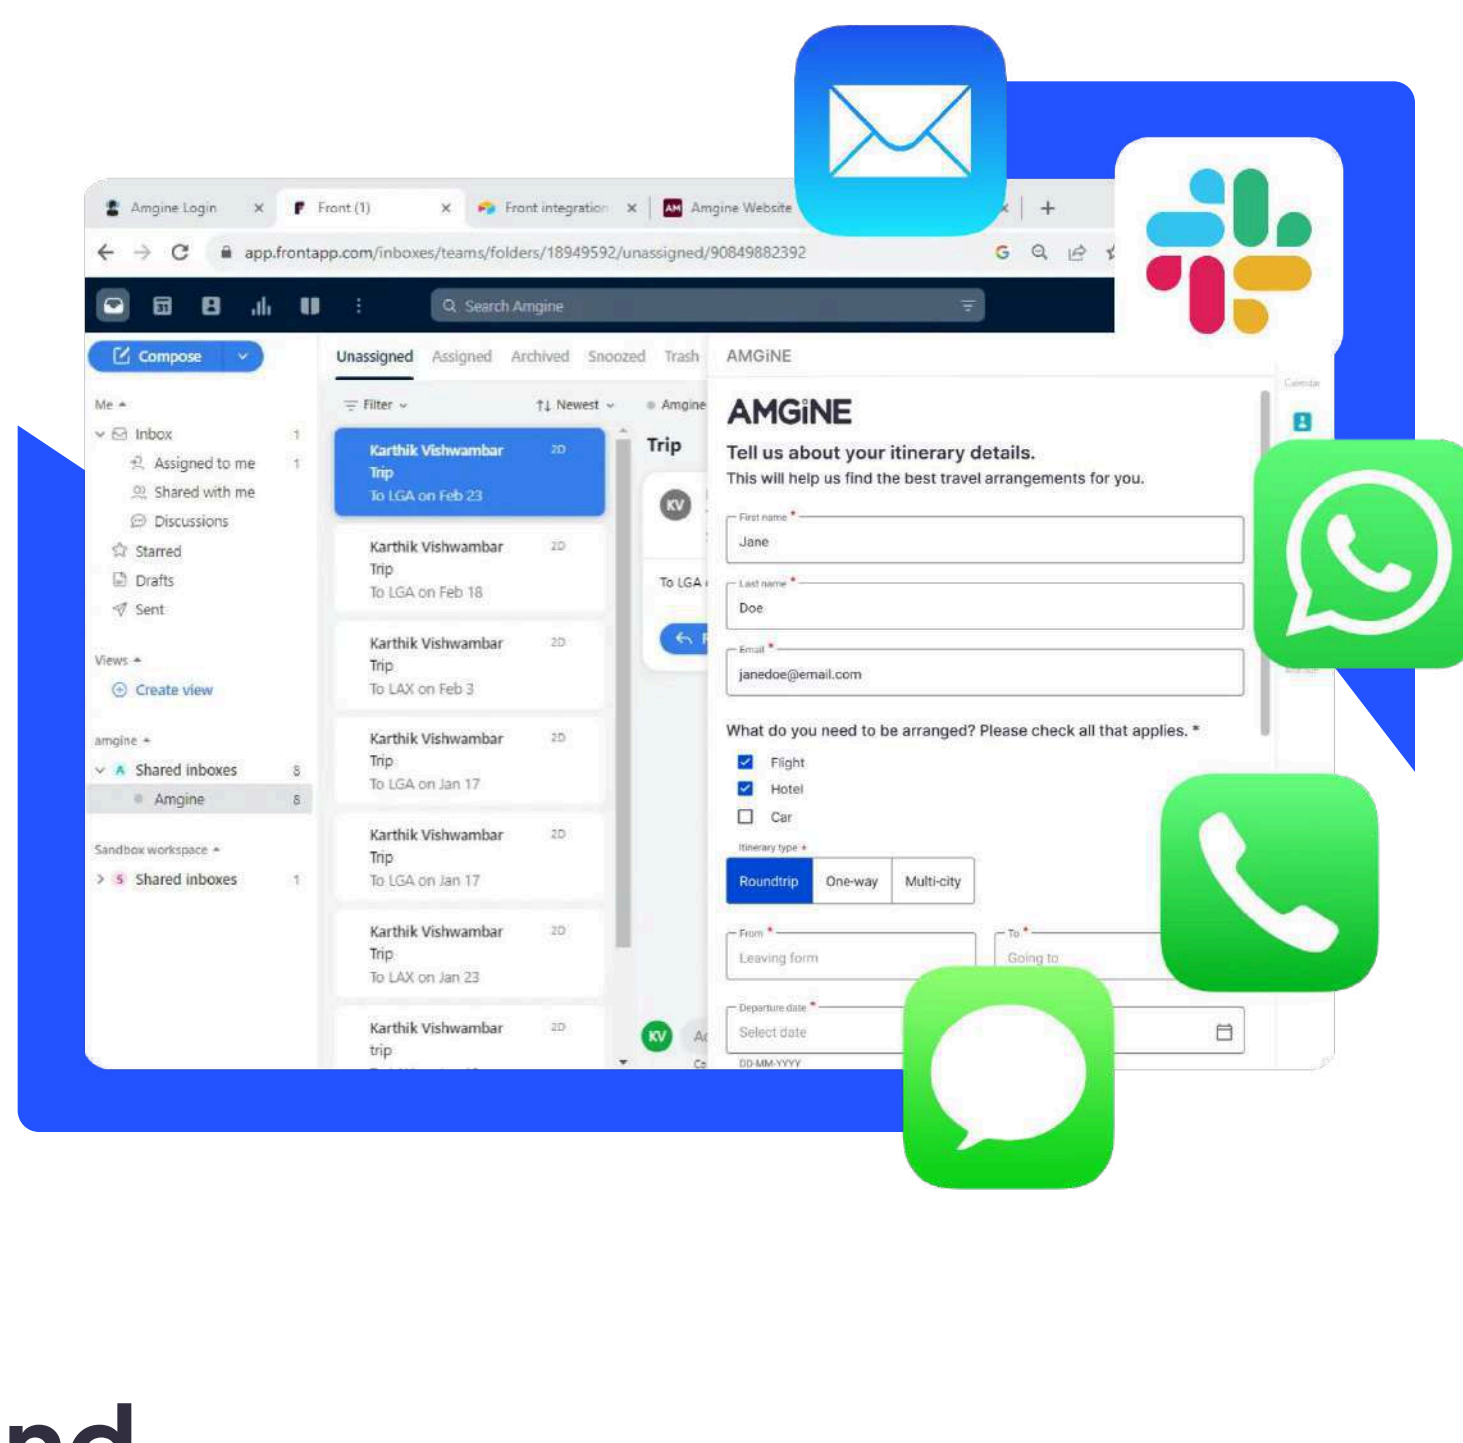 Amgine Login
Front (1)
Front integration
AM Amgine Website
app.frontapp.com/inboxes/teams/folders/18949592/unassigned/90849882392
G
31
Search Amgine
Compose
Unassigned Assigned Archived Snoozed Trash
AMGiNE
Calendar
Me
Inbox 1
Assigned to me 1
Shared with me
Discussions
Starred
Drafts
Sent
Views
Create view
amgine
A Shared inboxes 8
Amgine 8
Sandbox workspace
S Shared inboxes 1
Filter
Newest
Karthik Vishwambar 2D
Trip
To LGA on Feb 23
Karthik Vishwambar 2D
Trip
To LGA on Feb 18
Karthik Vishwambar 2D
Trip
To LAX on Feb 3
Karthik Vishwambar 2D
Trip
To LGA on Jan 17
Karthik Vishwambar 2D
Trip
To LGA on Jan 17
Karthik Vishwambar 2D
Trip
To LAX on Jan 23
Karthik Vishwambar 2D
trip
Amgine
Trip
KV
To LGA
KV
AMGiNE
Tell us about your itinerary details.
This will help us find the best travel arrangements for you.
First name *
Jane
Last name *
Doe
Email *
janedoe@email.com
What do you need to be arranged? Please check all that applies. *
Flight
Hotel
Car
Itinerary type *
Roundtrip One-way Multi-city
From *
Leaving form
To *
Going to
Departure date *
Select date
DD-MM-YYYY
nd